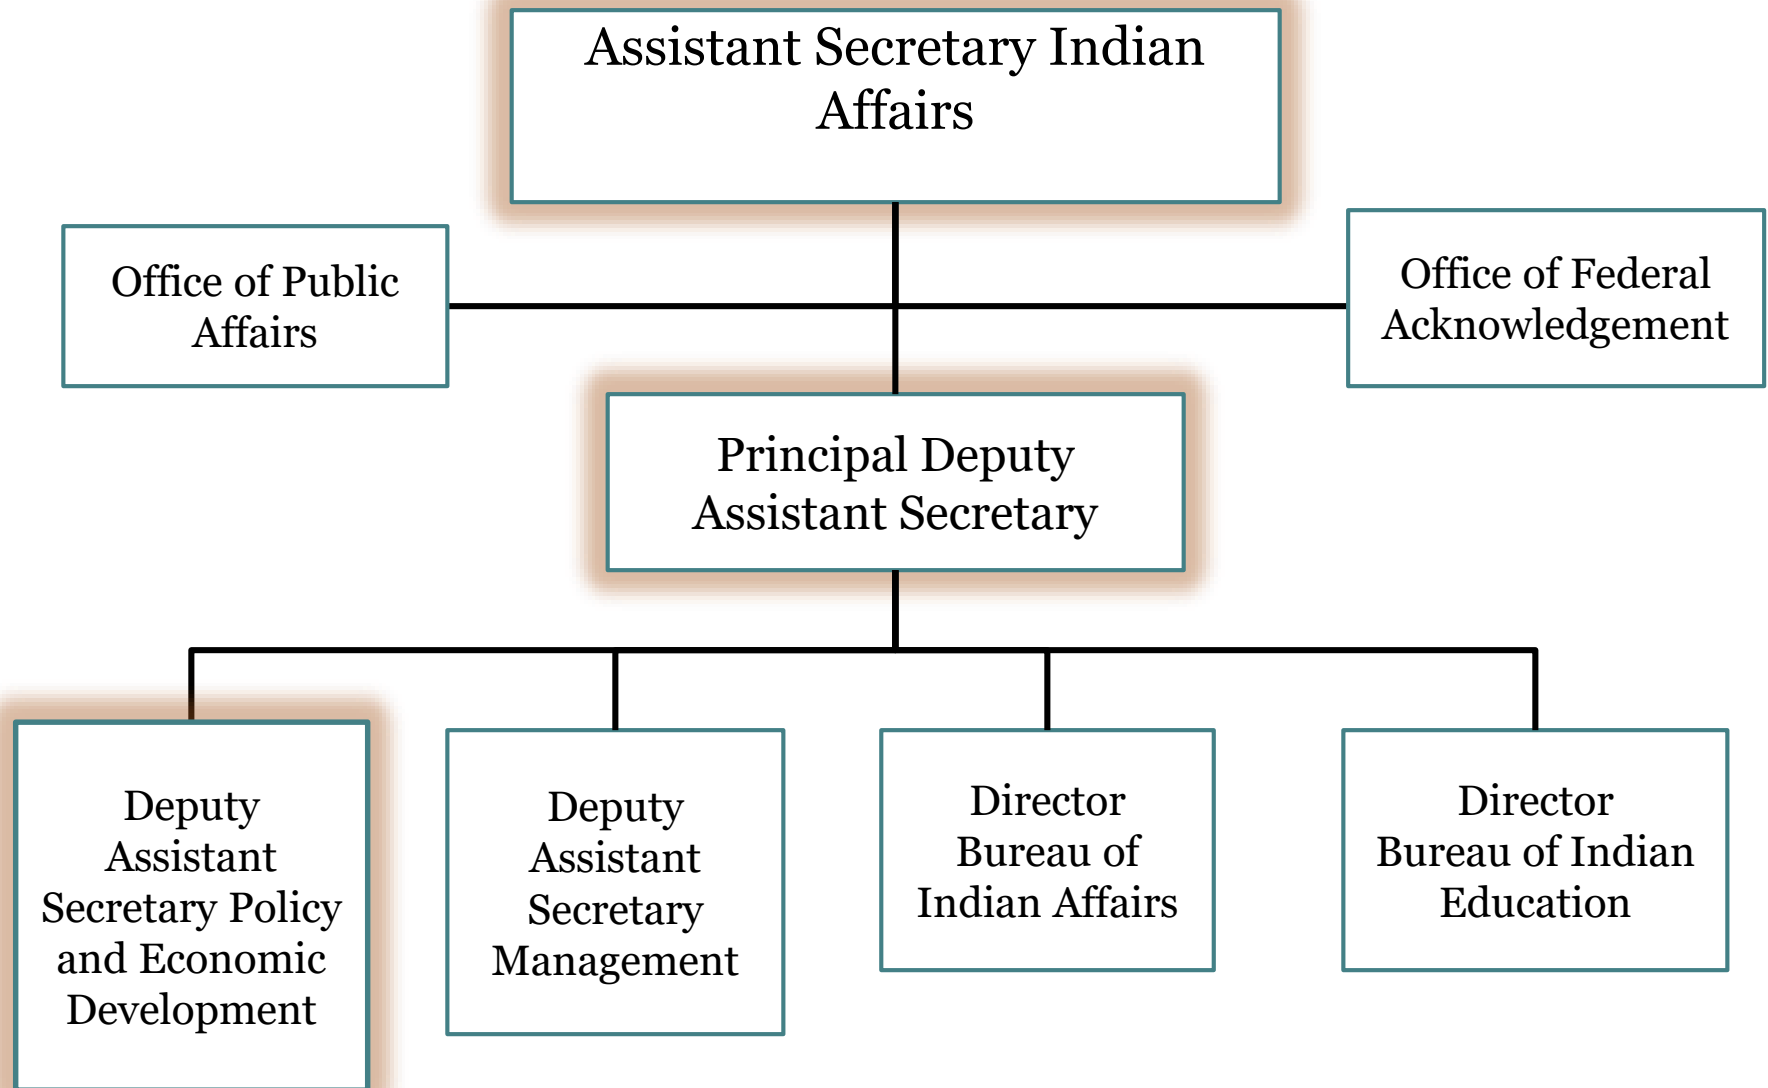 Assistant Secretary Indian
Affairs
Office of Public
Affairs
Office of Federal
Acknowledgement
Principal Deputy
Assistant Secretary
Deputy
Assistant
Secretary Policy
and Economic
Development
Deputy
Assistant
Secretary
Management
Director
Bureau of
Indian Affairs
Director
Bureau of Indian
Education